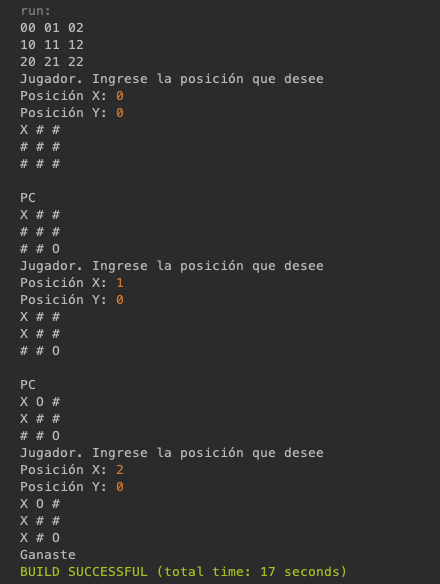 run:
00 01 02
10 11 12
20 21 22
Jugador. Ingrese la posición que desee
Posición X: 0
Posición Y: 0
X # #
# # #
# # #
PC
X # #
# # #
# # O
Jugador. Ingrese la posición que desee
Posición X: 1
Posición Y: 0
X # #
X # #
# # O
PC
X O #
X # #
# # O
Jugador. Ingrese la posición que desee
Posición X: 2
Posición Y: 0
X O #
X # #
X # O
Ganaste
BUILD SUCCESSFUL (total time: 17 seconds)